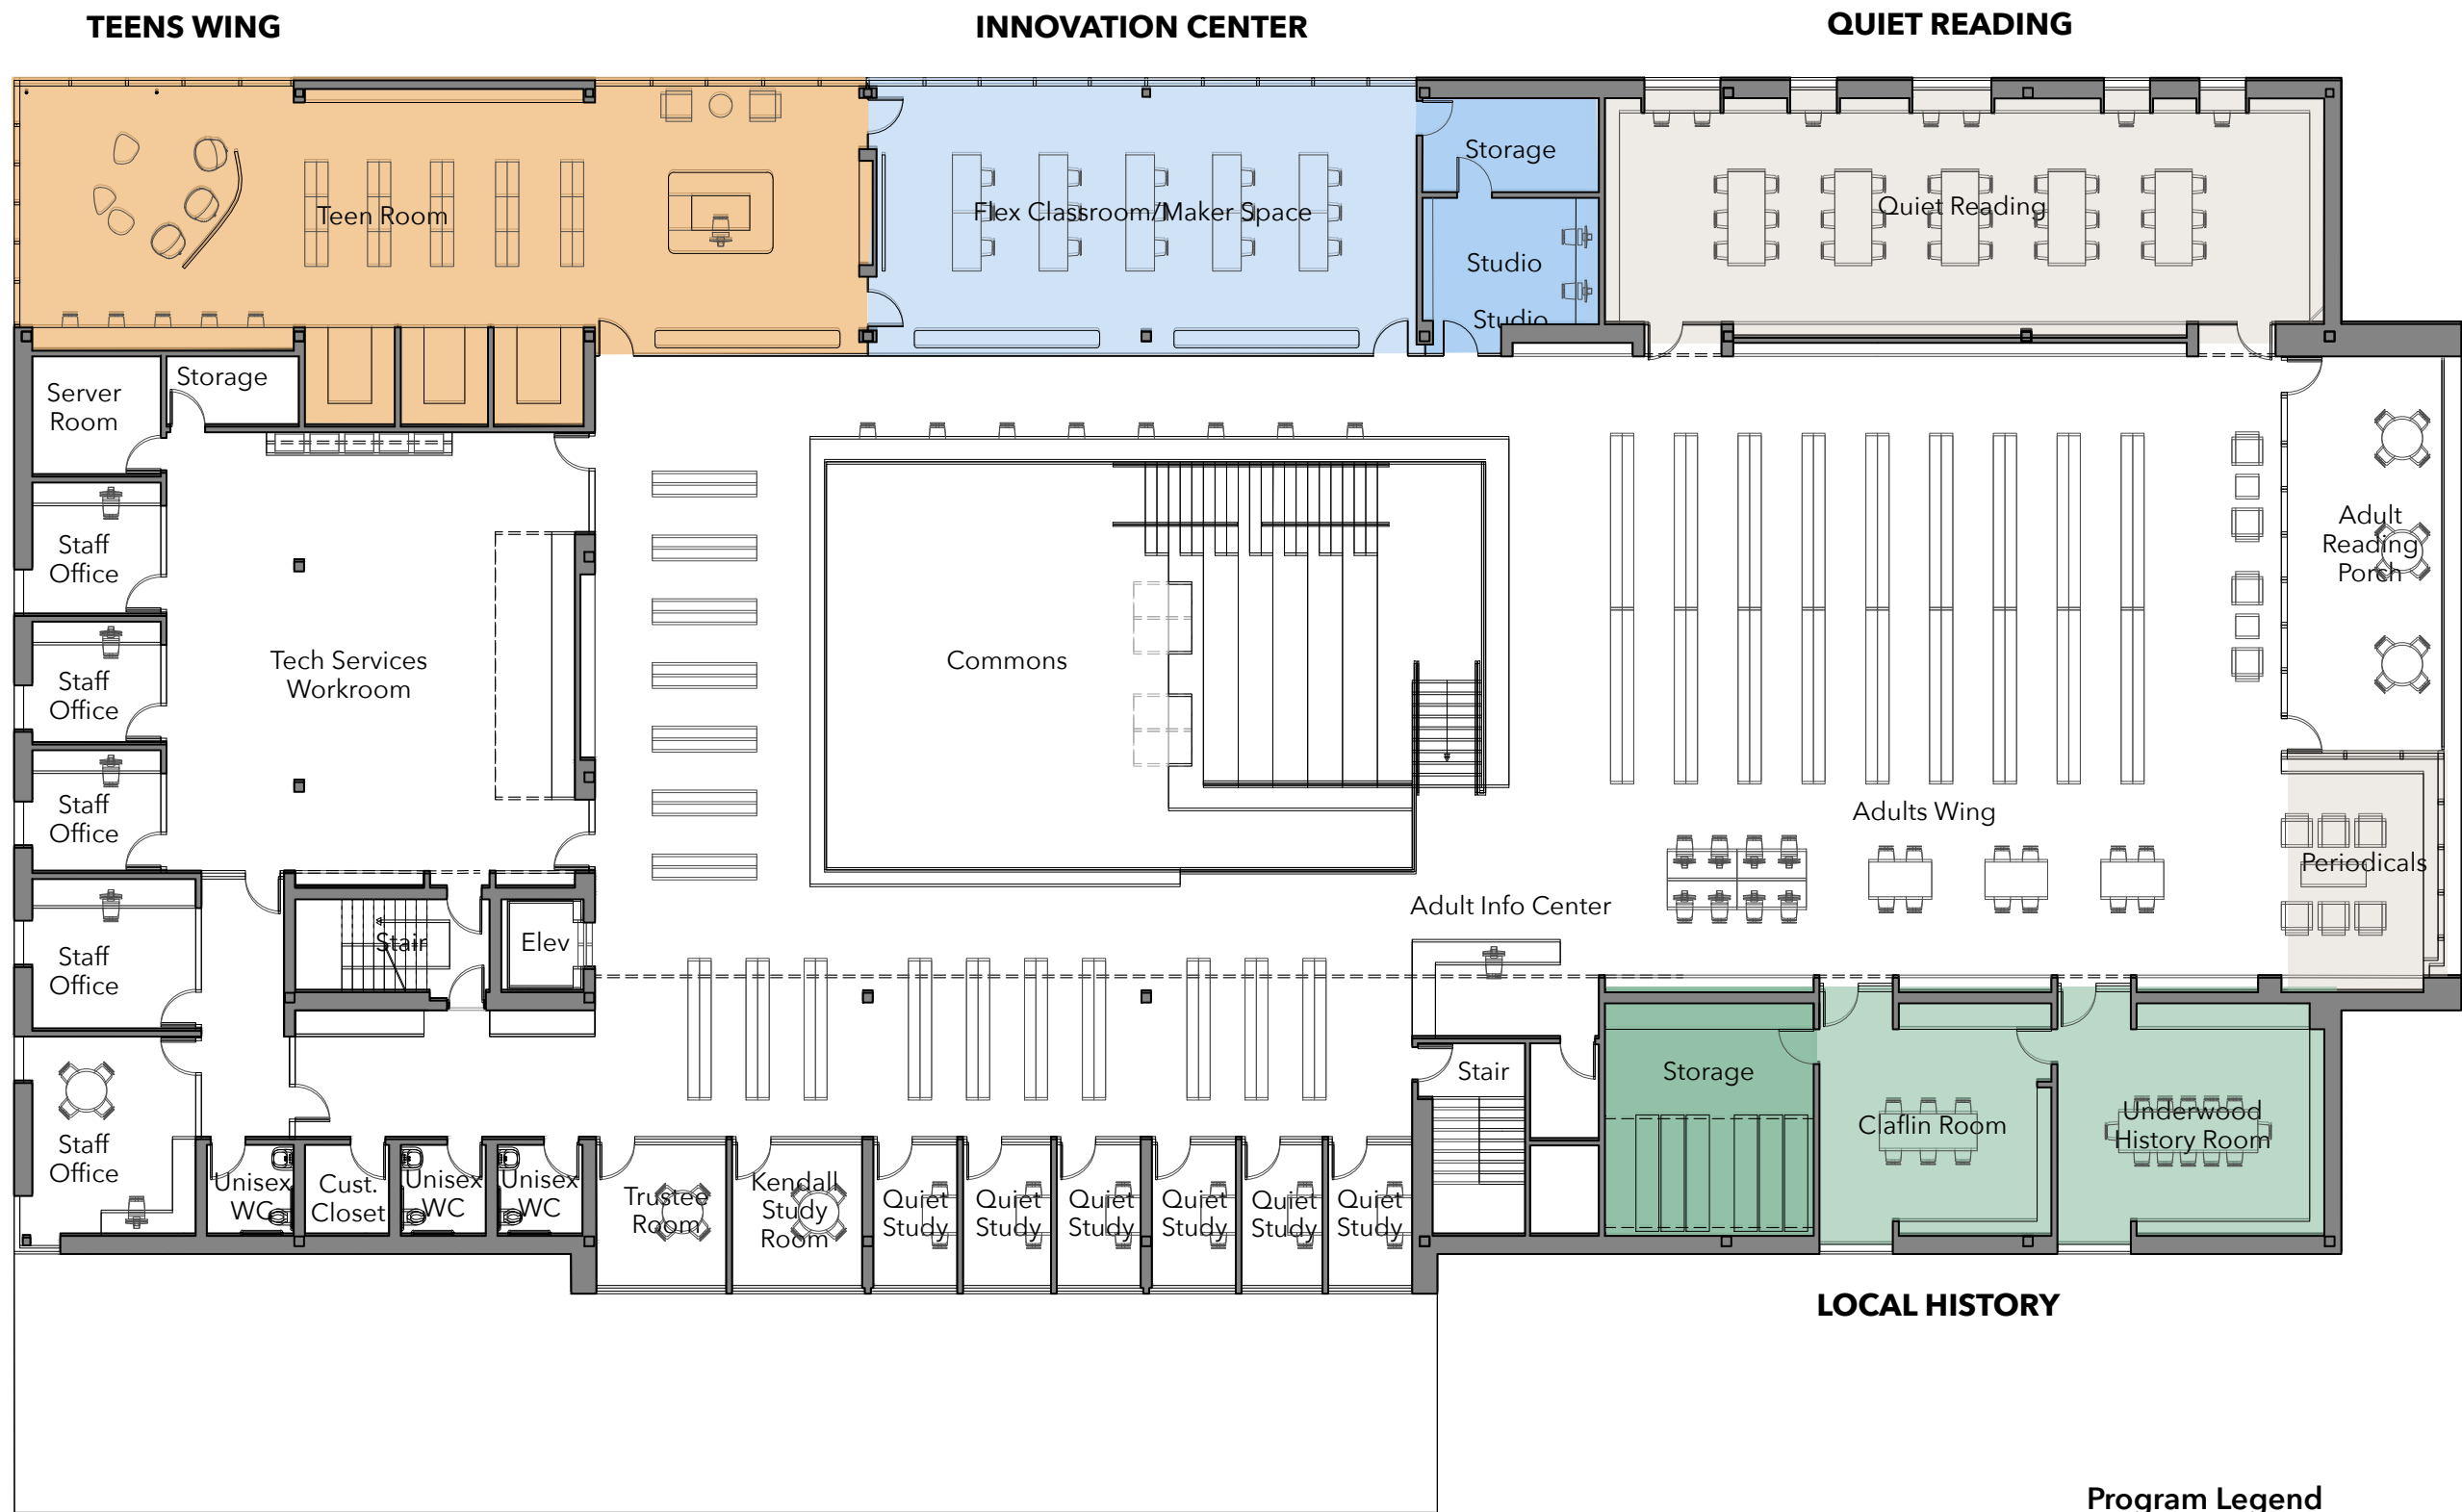 TEENS WING
INNOVATION CENTER
QUIET READING
Storage
Teen Room
Flex Classroom/Maker Space
Quiet Reading
Studio
Studio
Server
Room
Storage
Staff
Office
Adult
Reading
Porch
Tech Services
Workroom
Commons
Staff
Office
Staff
Office
Adults Wing
Periodicals
Adult Info Center
Stair
Elev
Staff
Office
Stair
Storage
Claflin Room
Underwood
History Room
Staff
Office
Unisex
WC
Cust.
Closet
Unisex
WC
Unisex
WC
Trustee
Room
Kendall
Study
Room
Quiet
Study
Quiet
Study
Quiet
Study
Quiet
Study
Quiet
Study
Quiet
Study
LOCAL HISTORY
Program Legend